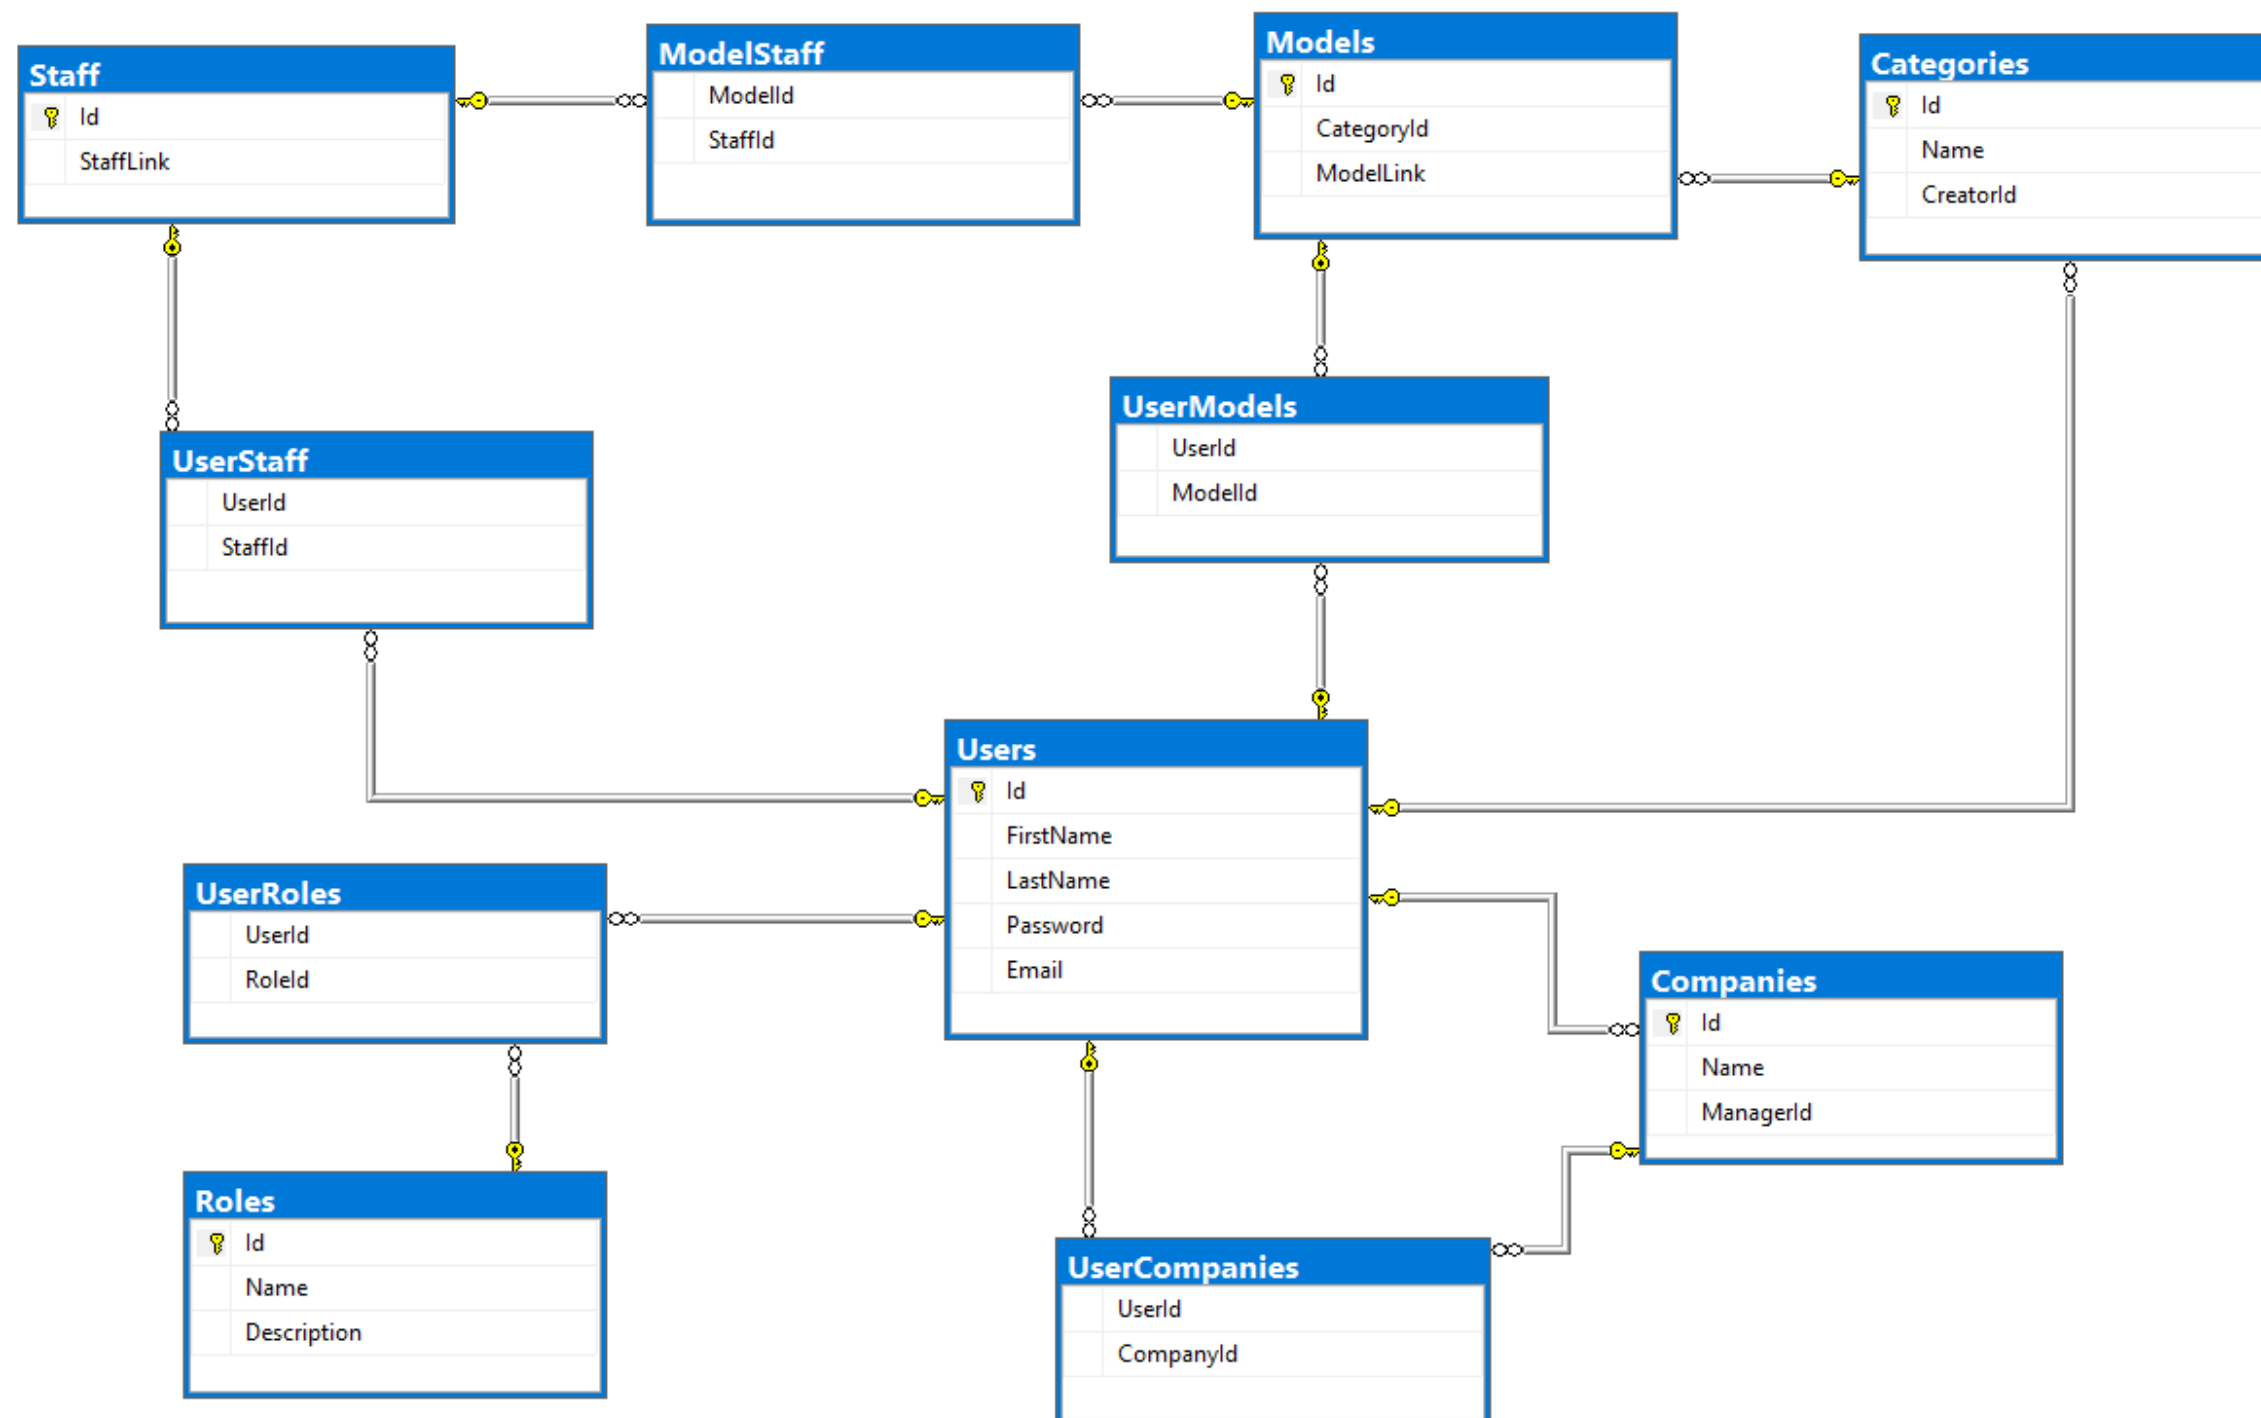 Staff
Id
StaffLink
ModelStaff
ModelId
StaffId
Models
Id
CategoryId
ModelLink
Categories
Id
Name
CreatorId
UserStaff
UserId
StaffId
UserModels
UserId
ModelId
Users
Id
FirstName
LastName
Password
Email
UserRoles
UserId
RoleId
Companies
Id
Name
ManagerId
Roles
Id
Name
Description
UserCompanies
UserId
CompanyId